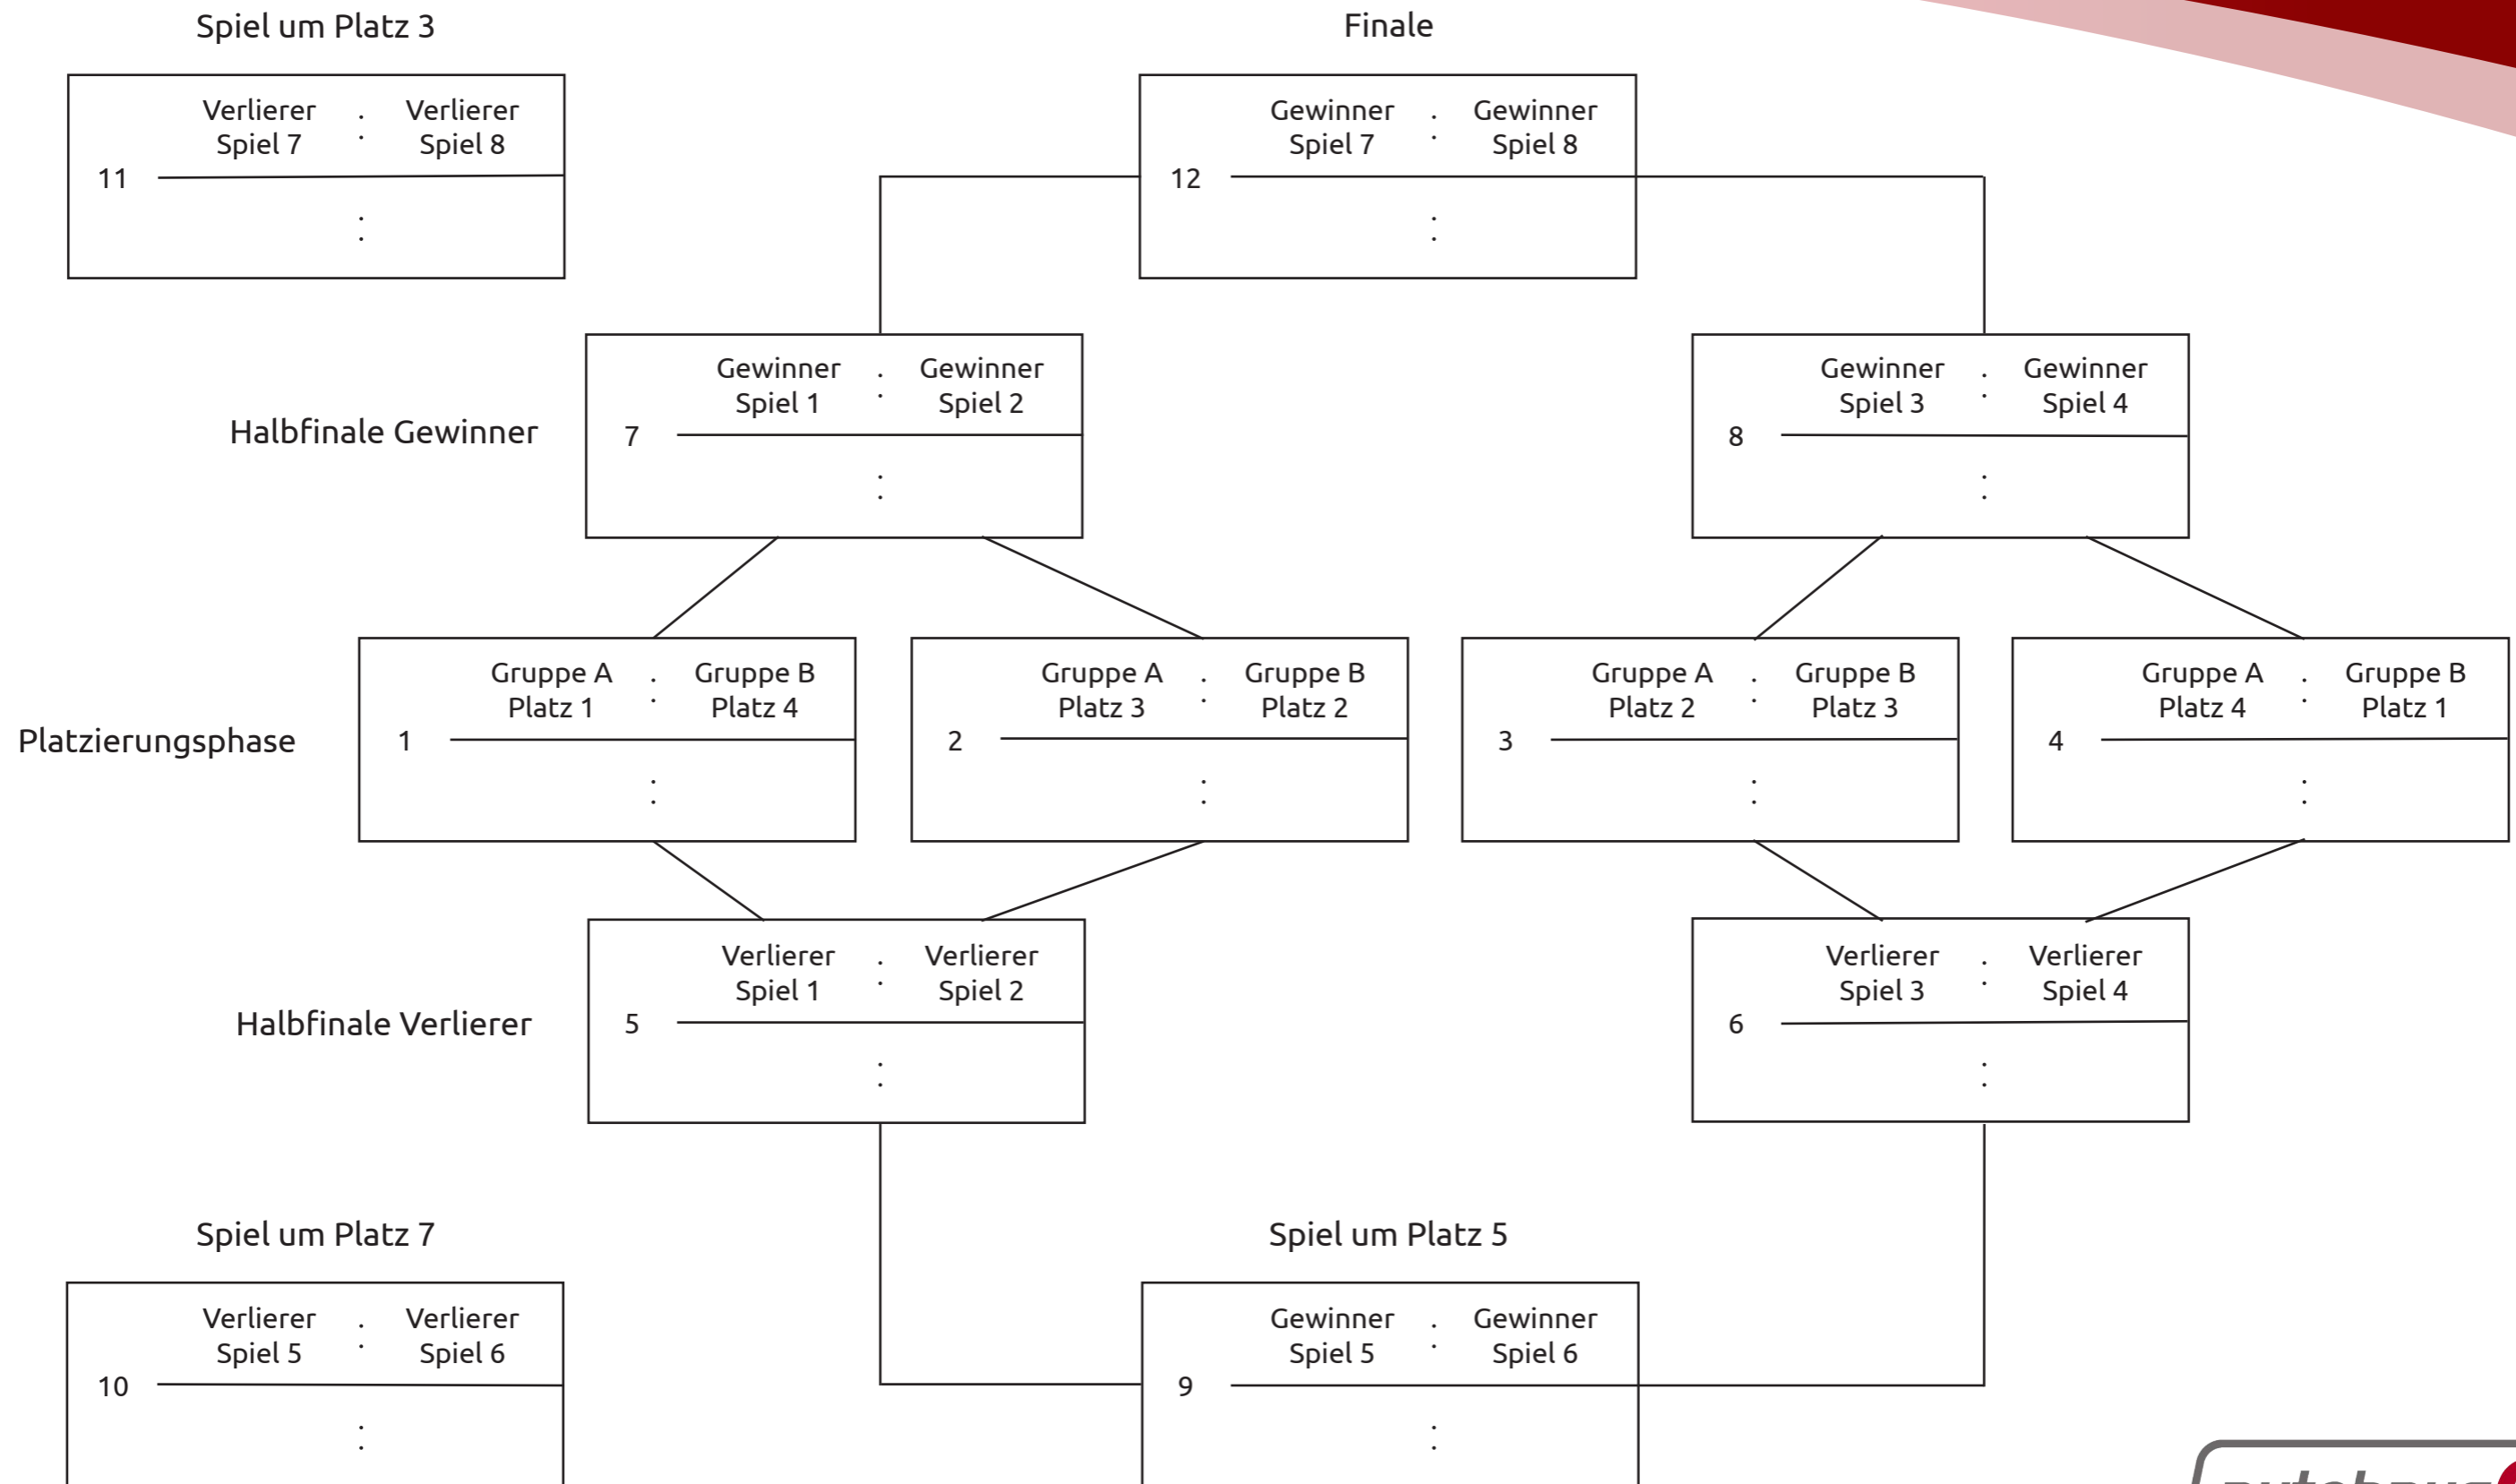 Spiel um Platz 3
Finale
Verlierer : Verlierer
Spiel 7 Spiel 8
11
:
Gewinner : Gewinner
Spiel 7 Spiel 8
12
:
Halbfinale Gewinner
Gewinner : Gewinner
Spiel 1 Spiel 2
7
:
Gewinner : Gewinner
Spiel 3 Spiel 4
8
:
Platzierungsphase
Gruppe A : Gruppe B
Platz 1 Platz 4
1
:
Gruppe A : Gruppe B
Platz 3 Platz 2
2
:
Gruppe A : Gruppe B
Platz 2 Platz 3
3
:
Gruppe A : Gruppe B
Platz 4 Platz 1
4
:
Halbfinale Verlierer
Verlierer : Verlierer
Spiel 1 Spiel 2
5
:
Verlierer : Verlierer
Spiel 3 Spiel 4
6
:
Spiel um Platz 7
Spiel um Platz 5
Verlierer : Verlierer
Spiel 5 Spiel 6
10
:
Gewinner : Gewinner
Spiel 5 Spiel 6
9
: